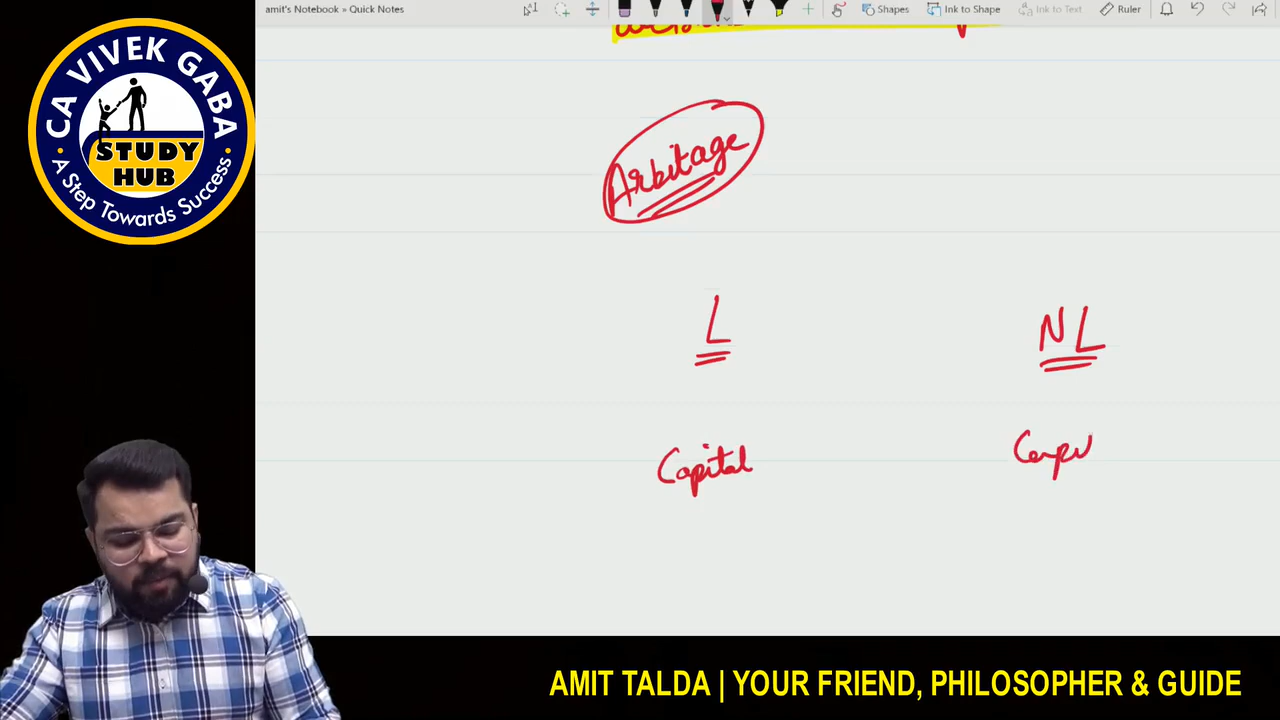 amit's Notebook » Quick Notes
Shapes
Ink to Shape
Ink to Text
Ruler
CA VIVEK GABA
STUDY
HUB
A Step Towards Success
Arbitage
L
NL
Capital
AMIT TALDA | YOUR FRIEND, PHILOSOPHER & GUIDE